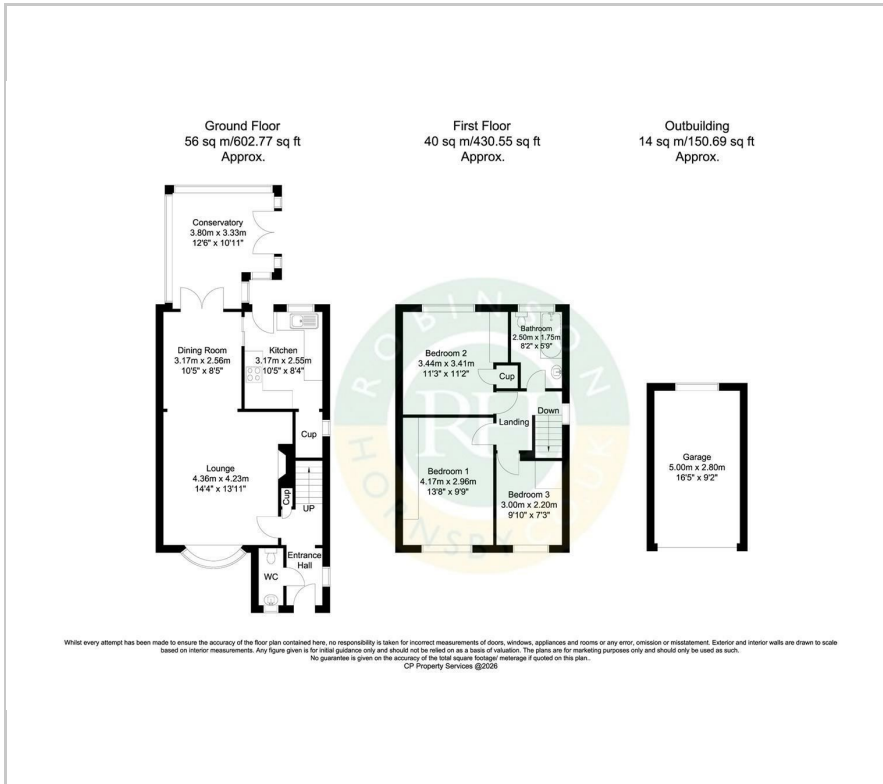 Ground Floor
56 sq m/602.77 sq ft
Approx.
First Floor
40 sq m/430.55 sq ft
Approx.
Outbuilding
14 sq m/150.69 sq ft
Approx.
Conservatory
3.80m x 3.33m
12'6" x 10'11"
Dining Room
3.17m x 2.56m
10'5" x 8'5"
Kitchen
3.17m x 2.55m
10'5" x 8'4"
Cup
Lounge
4.36m x 4.23m
14'4" x 13'11"
Cup
UP
Entrance
Hall
WC
Bedroom 2
3.44m x 3.41m
11'3" x 11'2"
Bathroom
2.50m x 1.75m
8'2" x 5'9"
Cup
Down
Landing
Bedroom 1
4.17m x 2.96m
13'8" x 9'9"
Bedroom 3
3.00m x 2.20m
9'10" x 7'3"
Garage
5.00m x 2.80m
16'5" x 9'2"
ROBINSON
RH
HORNSBY.CO.UK
Whilst every attempt has been made to ensure the accuracy of the floor plan contained here, no responsibility is taken for incorrect measurements of doors, windows, appliances and rooms or any error, omission or misstatement. Exterior and interior walls are drawn to scale
based on interior measurements. Any figure given is for initial guidance only and should not be relied on as a basis of valuation. The plans are for marketing purposes only and should only be used as such.
No guarantee is given on the accuracy of the total square footage/ meterage if quoted on this plan..
CP Property Services @2026